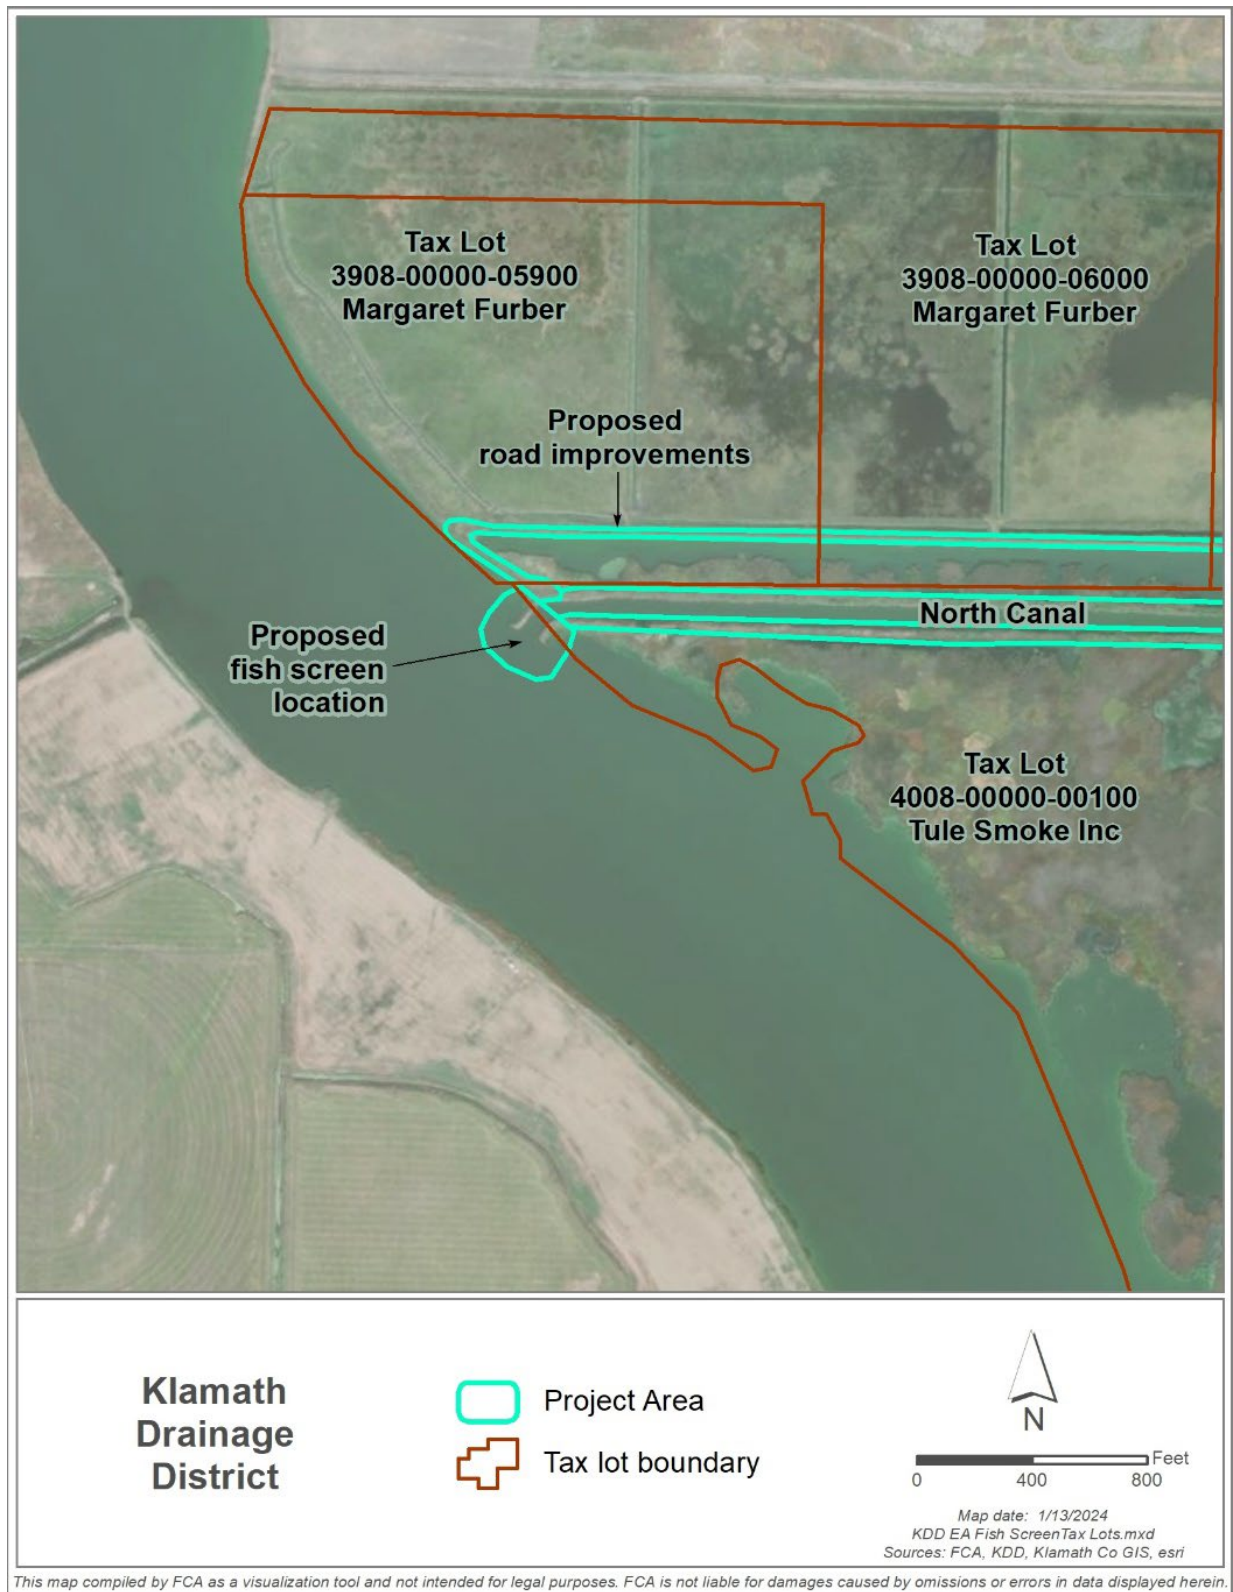 Tax Lot
3908-00000-05900
Margaret Furber
Tax Lot
3908-00000-06000
Margaret Furber
Proposed
road improvements
North Canal
Proposed
fish screen
location
Tax Lot
4008-00000-00100
Tule Smoke Inc
Klamath
Drainage
District
Project Area
Tax lot boundary
N
Feet
0 400 800
Map date: 1/13/2024
KDD EA Fish ScreenTax Lots.mxd
Sources: FCA, KDD, Klamath Co GIS, esri
This map compiled by FCA as a visualization tool and not intended for legal purposes. FCA is not liable for damages caused by omissions or errors in data displayed herein.